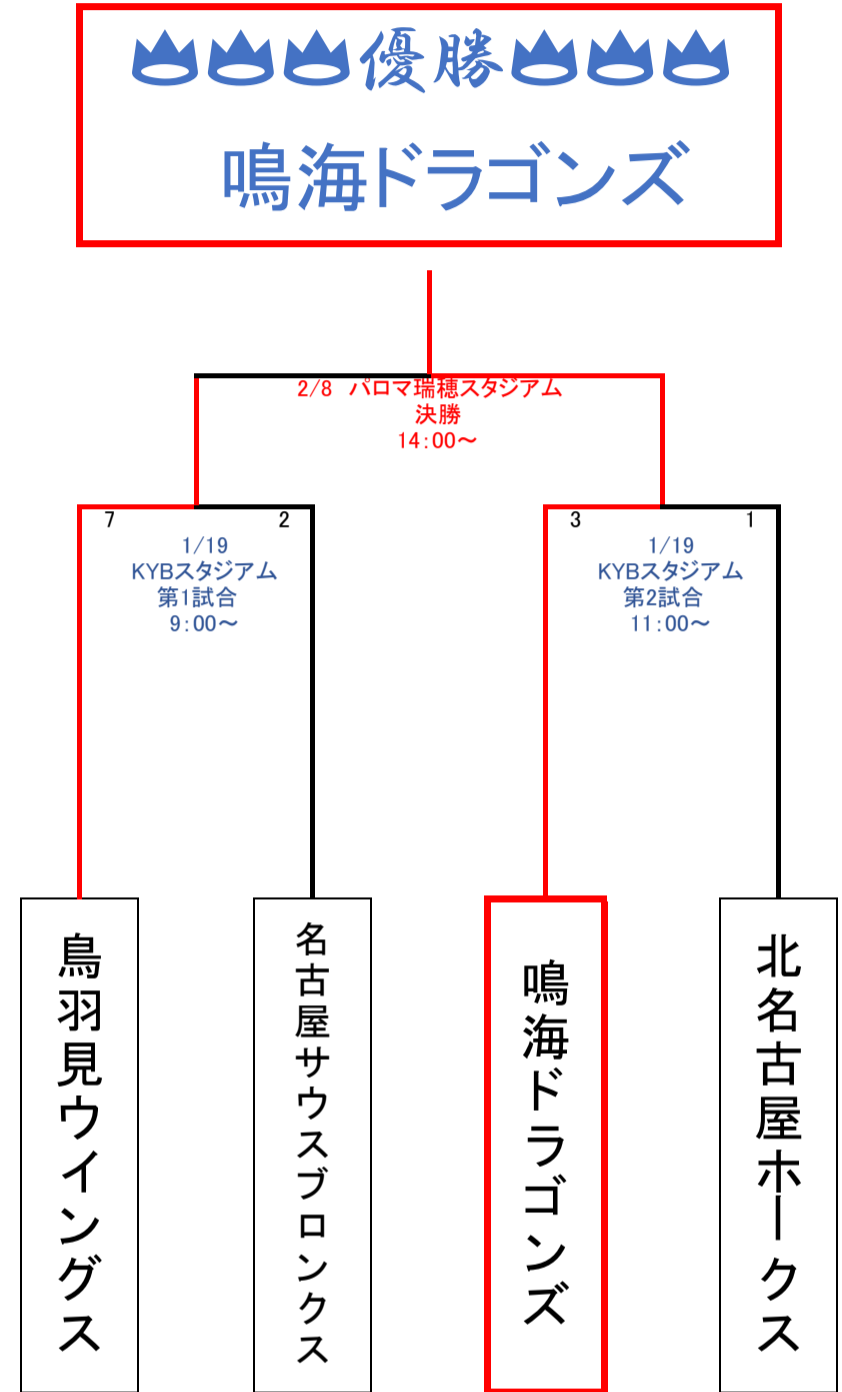 優勝
鳴海ドラゴンズ
2/8 パロマ瑞穂スタジアム
決勝
14:00～
7
2
1/19
KYBスタジアム
第1試合
9:00～
3
1
1/19
KYBスタジアム
第2試合
11:00～
鳥羽見ウイングス
名古屋サウスブロンクス
鳴海ドラゴンズ
北名古屋ホークス